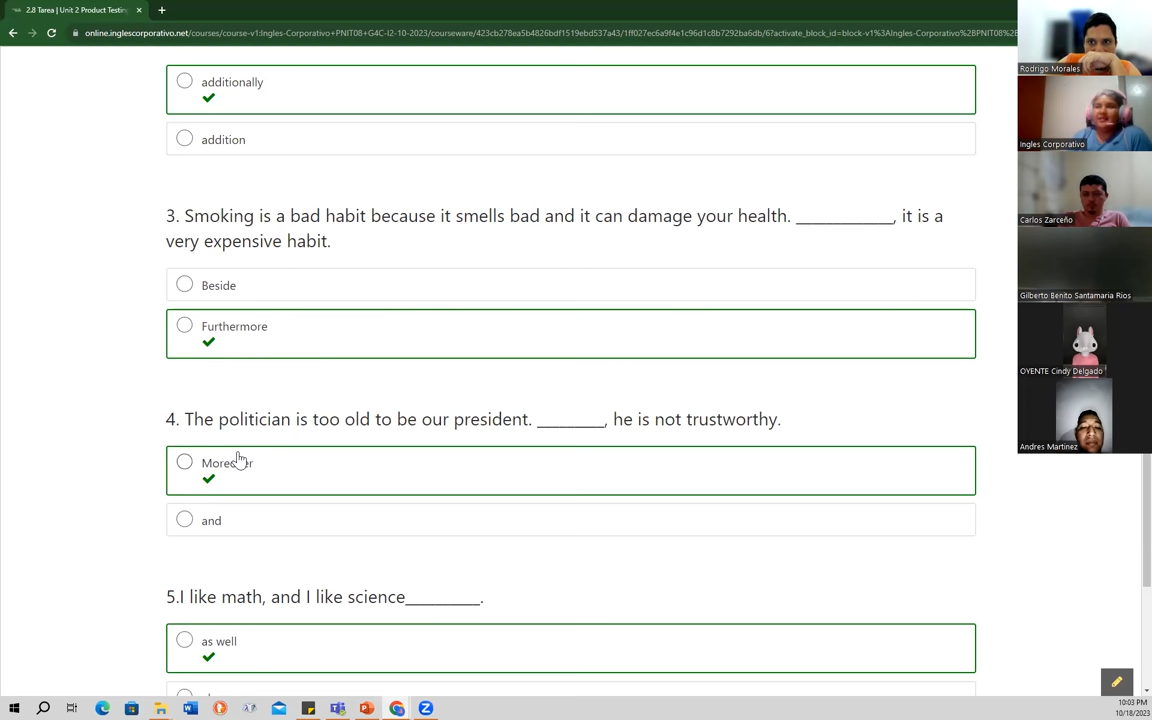 2.8 Tarea | Unit 2 Product Testing
online.inglescorporativo.net/courses/course-v1:Ingles-Corporativo+PNIT08+G4C-I2-10-2023/courseware/423cb278ea5b4826bdf1519ebd537a43/1ff027ec6a9f4e1c96d1c8b7292ba6db/6?activate_block_id=block-v1%3AIngles-Corporativo%2BPNIT08%2B
additionally
addition
3. Smoking is a bad habit because it smells bad and it can damage your health. ____________, it is a
very expensive habit.
Beside
Furthermore
4. The politician is too old to be our president. ________, he is not trustworthy.
Moreover
and
5.I like math, and I like science_________.
as well
Rodrigo Morales
Ingles Corporativo
Carlos Zarceño
Gilberto Benito Santamaria Rios
OYENTE Cindy Delgado
Andres Martinez
10:03 PM
10/18/2023